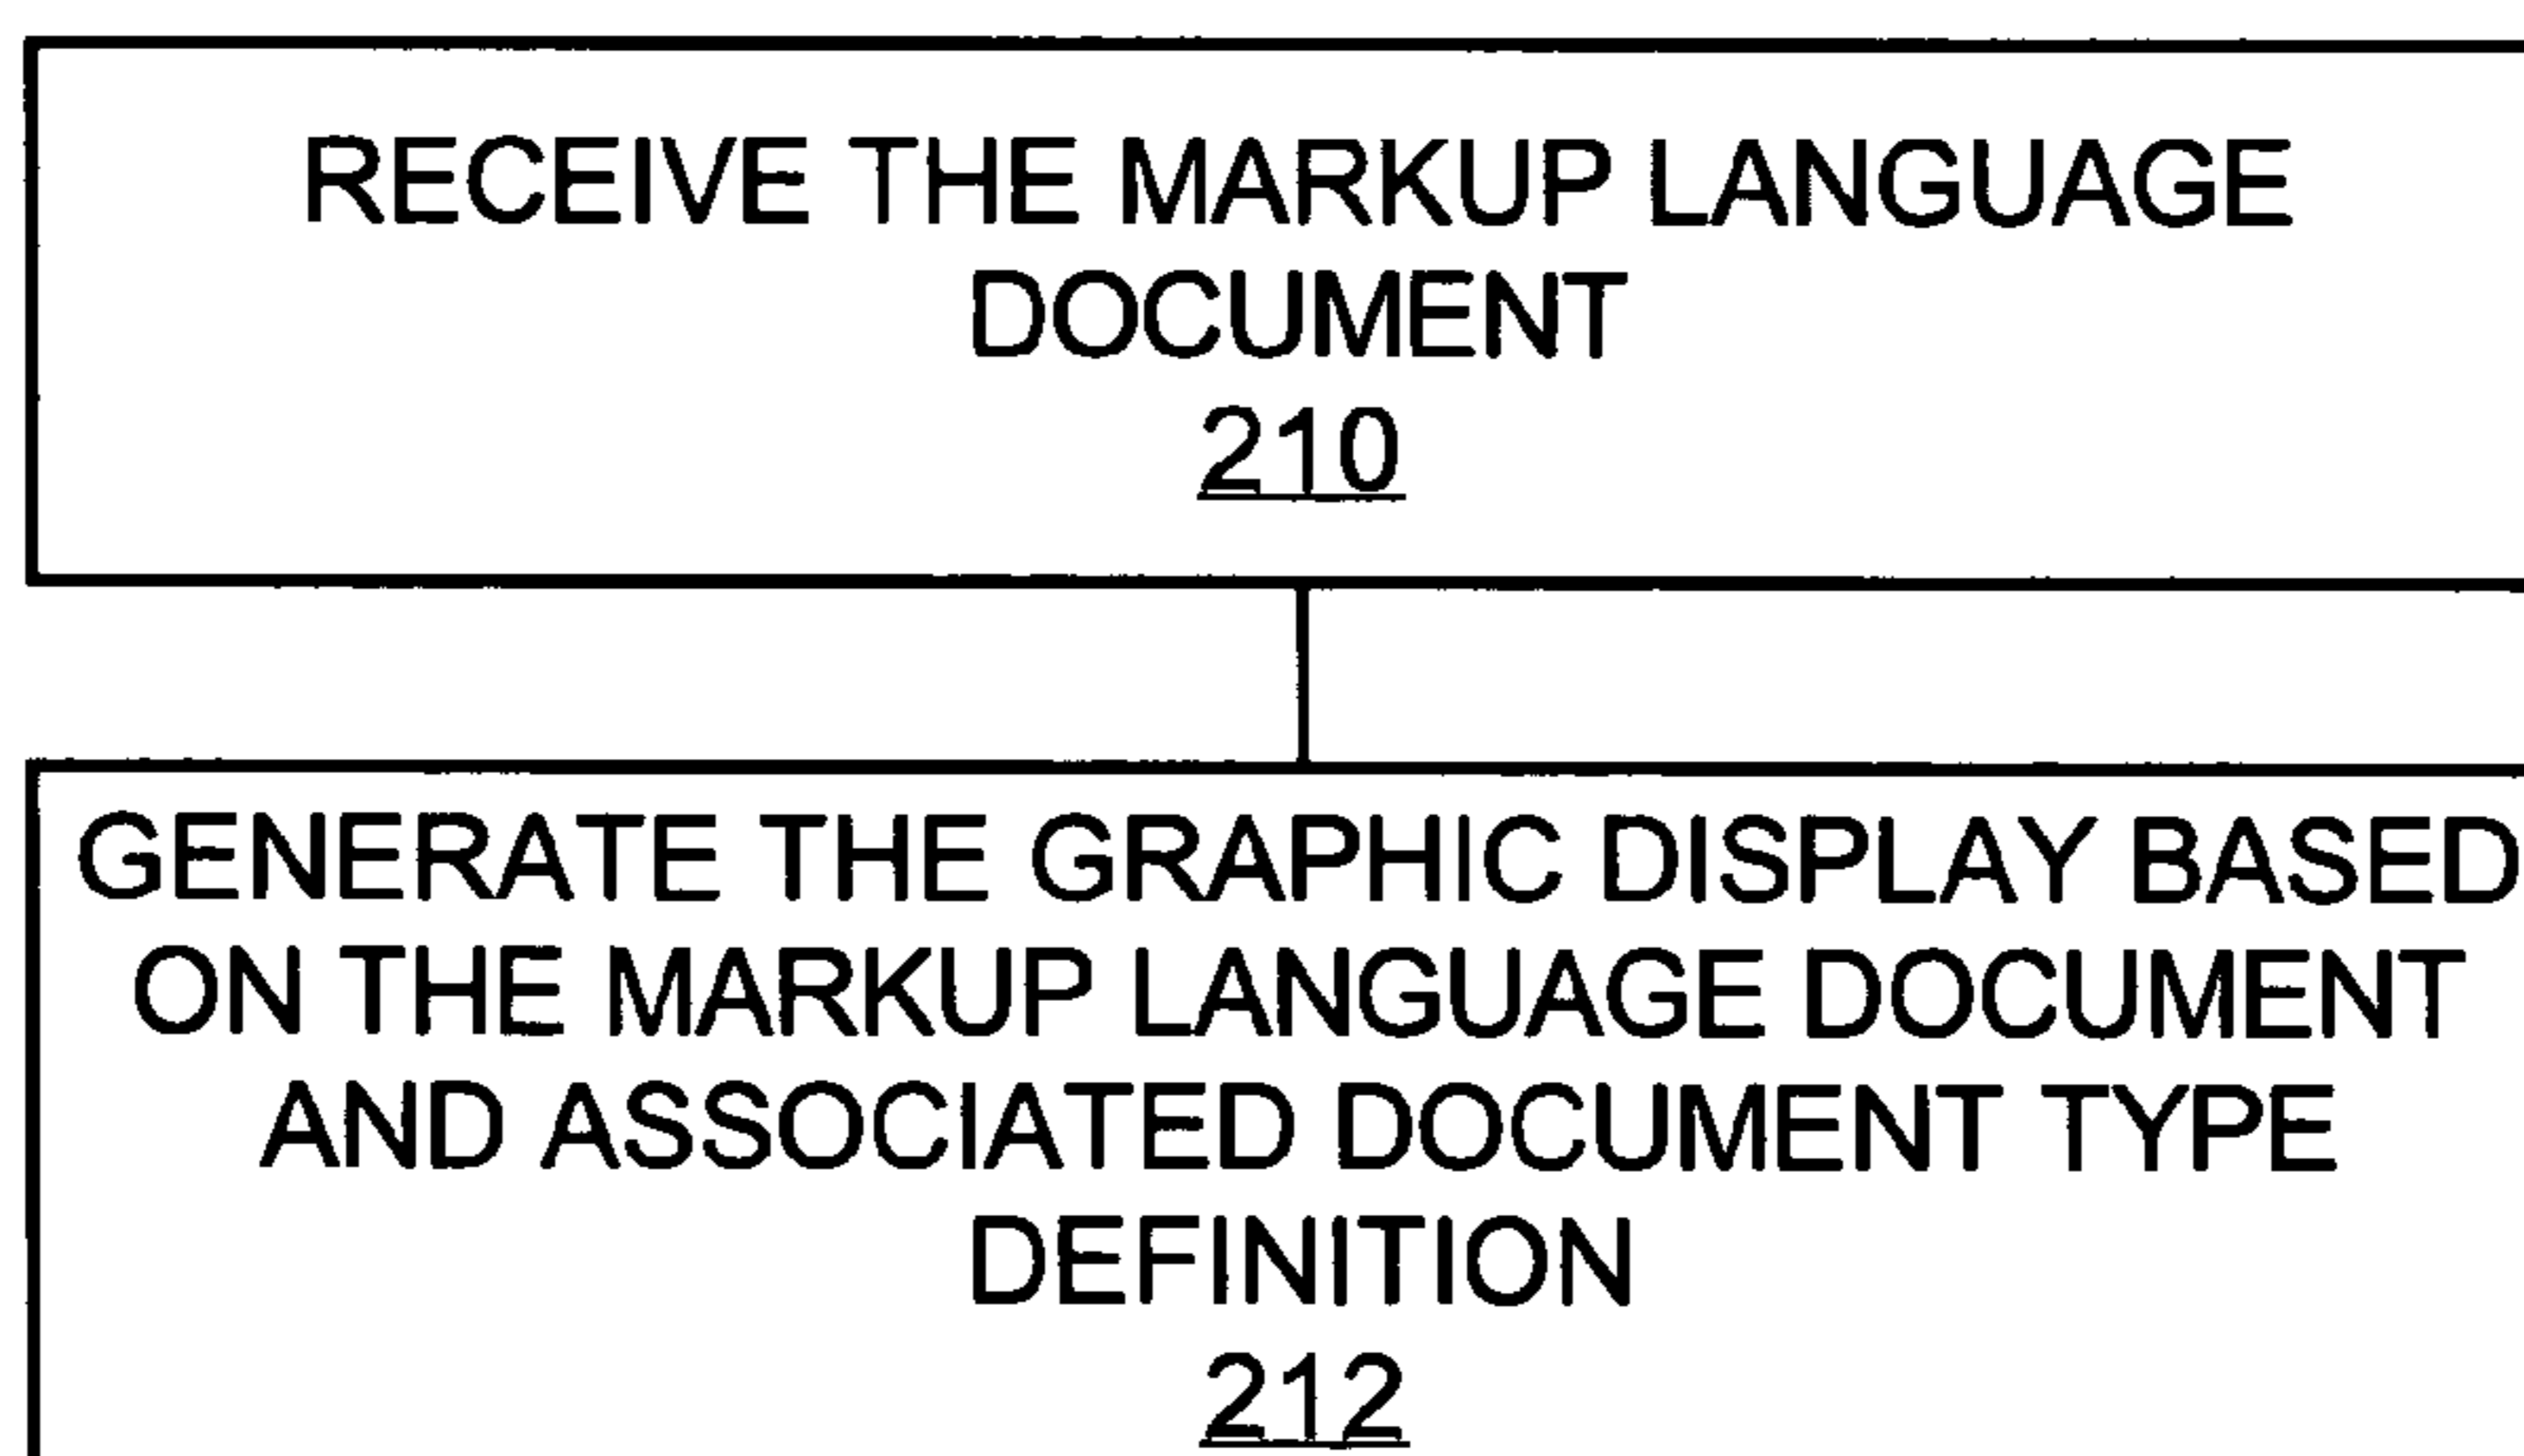 RECEIVE THE MARKUP LANGUAGE
DOCUMENT
210
GENERATE THE GRAPHIC DISPLAY BASED
ON THE MARKUP LANGUAGE DOCUMENT
AND ASSOCIATED DOCUMENT TYPE
DEFINITION
212